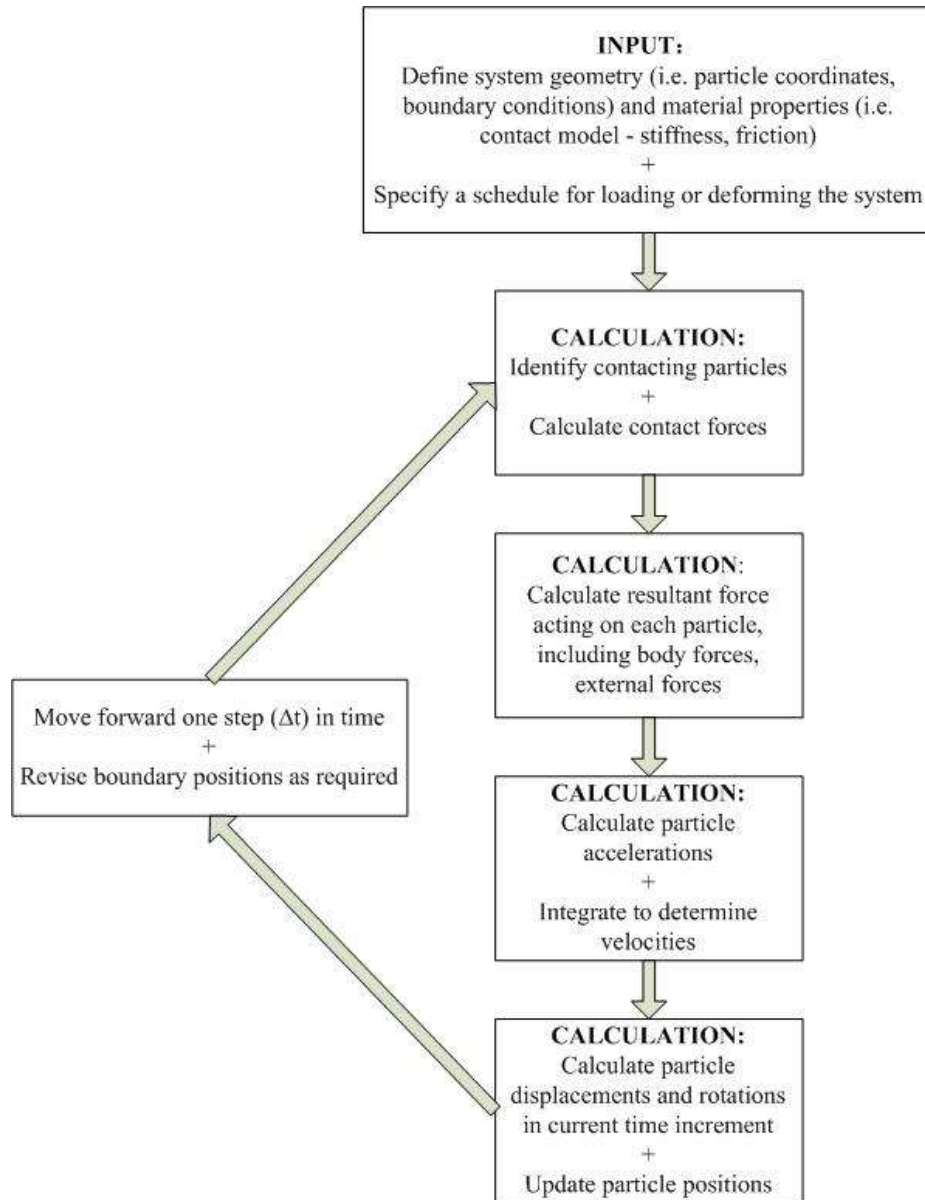 INPUT:
Define system geometry (i.e. particle coordinates,
boundary conditions) and material properties (i.e.
contact model - stiffness, friction)
+
Specify a schedule for loading or deforming the system
CALCULATION:
Identify contacting particles
+
Calculate contact forces
CALCULATION:
Calculate resultant force
acting on each particle,
including body forces,
external forces
CALCULATION:
Calculate particle
accelerations
+
Integrate to determine
velocities
CALCULATION:
Calculate particle
displacements and rotations
in current time increment
+
Update particle positions
Move forward one step (Δt) in time
+
Revise boundary positions as required